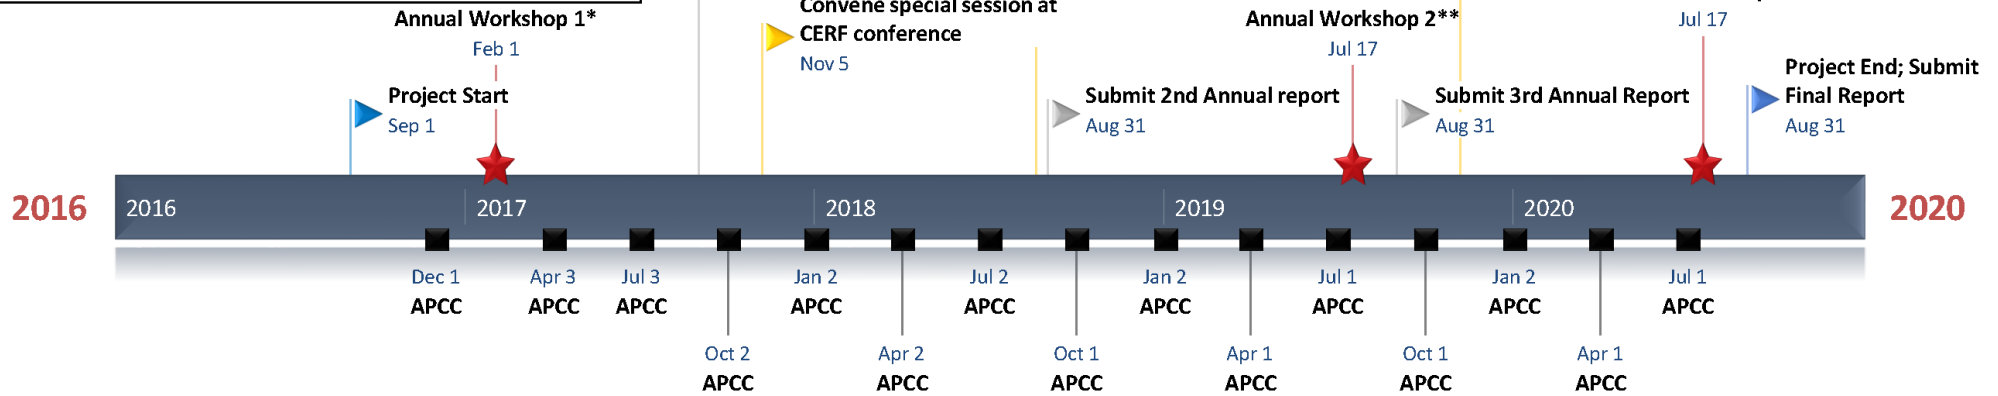 Convene special session at
CERF conference
Nov 5
Annual Workshop 1*
Feb 1
Annual Workshop 2**
Jul 17
Jul 17
Project Start
Sep 1
Submit 2nd Annual report
Aug 31
Submit 3rd Annual Report
Aug 31
Project End; Submit
Final Report
Aug 31
2016
2016
2017
2018
2019
2020
2020
Dec 1
APCC
Apr 3
APCC
Jul 3
APCC
Oct 2
APCC
Jan 2
APCC
Apr 2
APCC
Jul 2
APCC
Oct 1
APCC
Jan 2
APCC
Apr 1
APCC
Jul 1
APCC
Oct 1
APCC
Jan 2
APCC
Apr 1
APCC
Jul 1
APCC